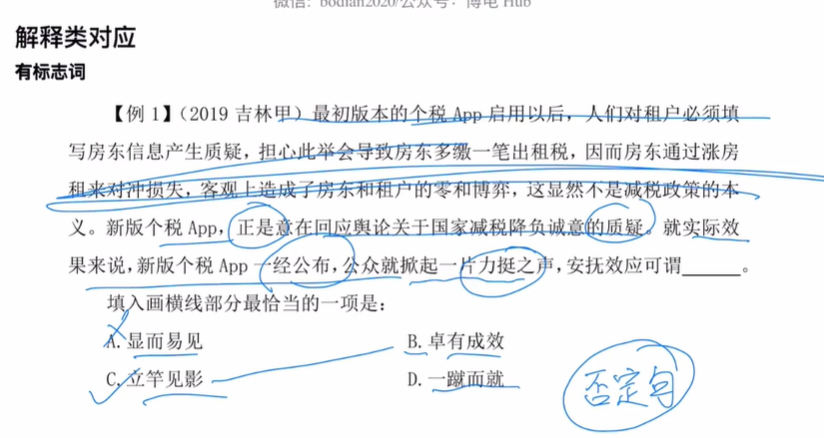 微信：bodian2020/公众号：博电 Hub
解释类对应
有标志词
【例 1】（2019 吉林甲）最初版本的个税 App 启用以后，人们对租户必须填
写房东信息产生质疑，担心此举会导致房东多缴一笔出租税，因而房东通过涨房
租来对冲损失，客观上造成了房东和租户的零和博弈，这显然不是减税政策的本
义。新版个税 App，正是意在回应舆论关于国家减税降负诚意的质疑。就实际效
果来说，新版个税 App 一经公布，公众就掀起一片力挺之声，安抚效应可谓______。
填入画横线部分最恰当的一项是：
A. 显而易见 B. 卓有成效
C. 立竿见影 D. 一蹴而就
否定句